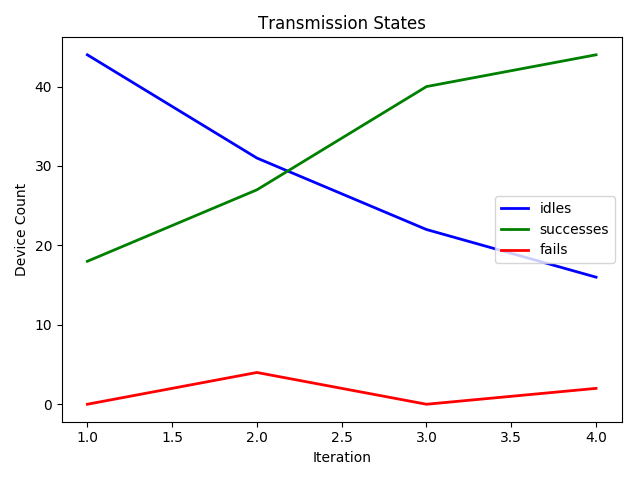 Transmission States
Device Count
40
30
20
10
0
idles
successes
fails
1.0 1.5 2.0 2.5 3.0 3.5 4.0
Iteration